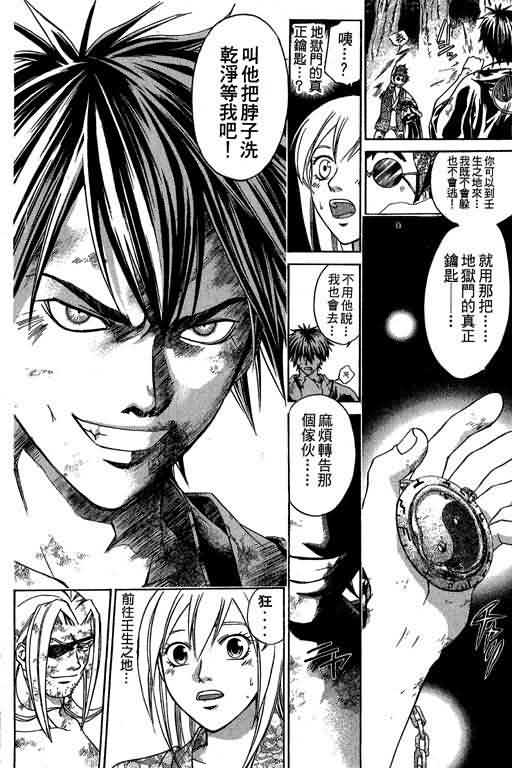 你可以到壬
生之地來…
我既不會躲
也不會逃！
就用那把……
地獄門的真正
鑰匙——
咦…？
地獄門的真
正鑰匙…？
不用他說…
我也會去…
麻煩轉告那
個傢伙……
叫他把脖子洗
乾淨等我吧！
狂…
前往壬生之地…